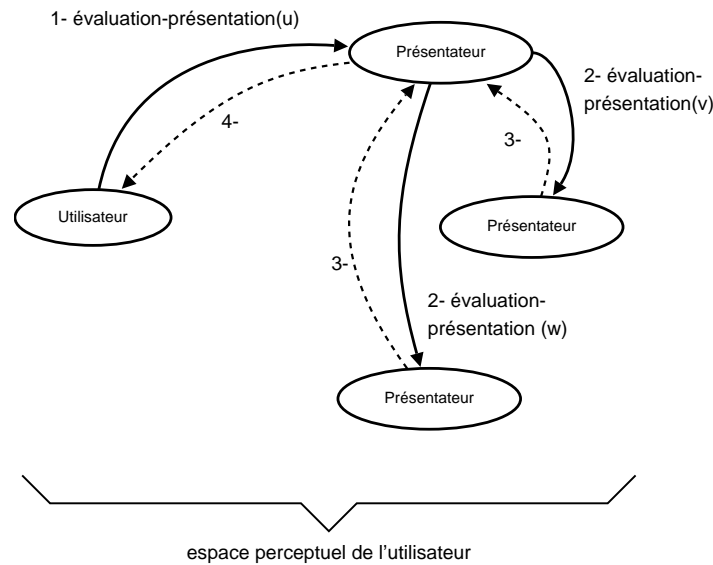 1- évaluation-présentation(u)
Présentateur
2- évaluation-
présentation(v)
4-
3-
Utilisateur
Présentateur
3-
2- évaluation-
présentation (w)
Présentateur
espace perceptuel de l’utilisateur